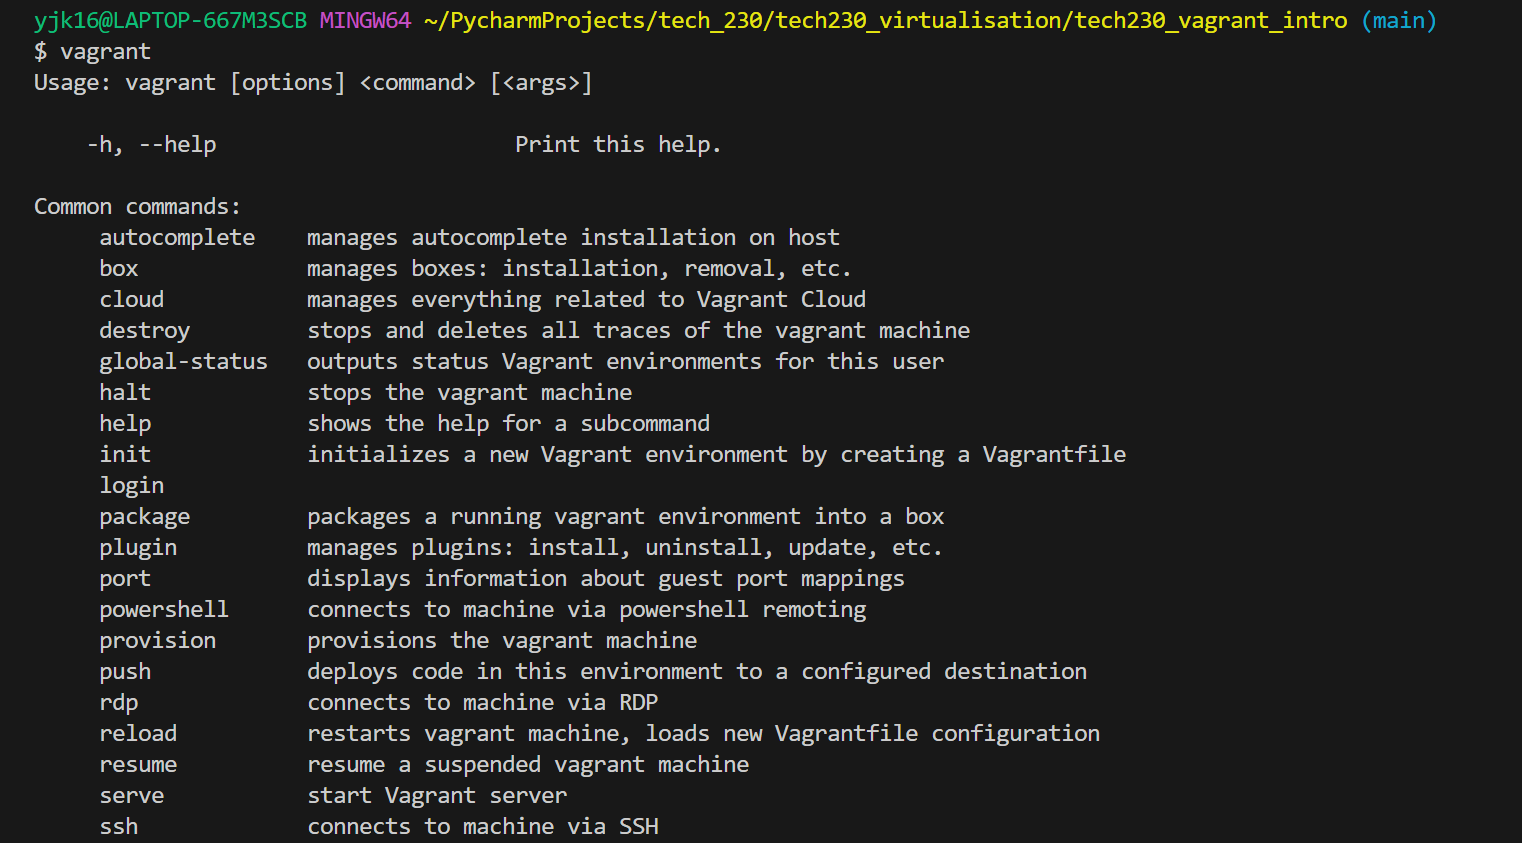 yjk16@LAPTOP-667M3SCB MINGW64 ~/PycharmProjects/tech_230/tech230_virtualisation/tech230_vagrant_intro (main)
$ vagrant
Usage: vagrant [options] <command> [<args>]
-h, --help Print this help.
Common commands:
autocomplete manages autocomplete installation on host
box manages boxes: installation, removal, etc.
cloud manages everything related to Vagrant Cloud
destroy stops and deletes all traces of the vagrant machine
global-status outputs status Vagrant environments for this user
halt stops the vagrant machine
help shows the help for a subcommand
init initializes a new Vagrant environment by creating a Vagrantfile
login
package packages a running vagrant environment into a box
plugin manages plugins: install, uninstall, update, etc.
port displays information about guest port mappings
powershell connects to machine via powershell remoting
provision provisions the vagrant machine
push deploys code in this environment to a configured destination
rdp connects to machine via RDP
reload restarts vagrant machine, loads new Vagrantfile configuration
resume resume a suspended vagrant machine
serve start Vagrant server
ssh connects to machine via SSH